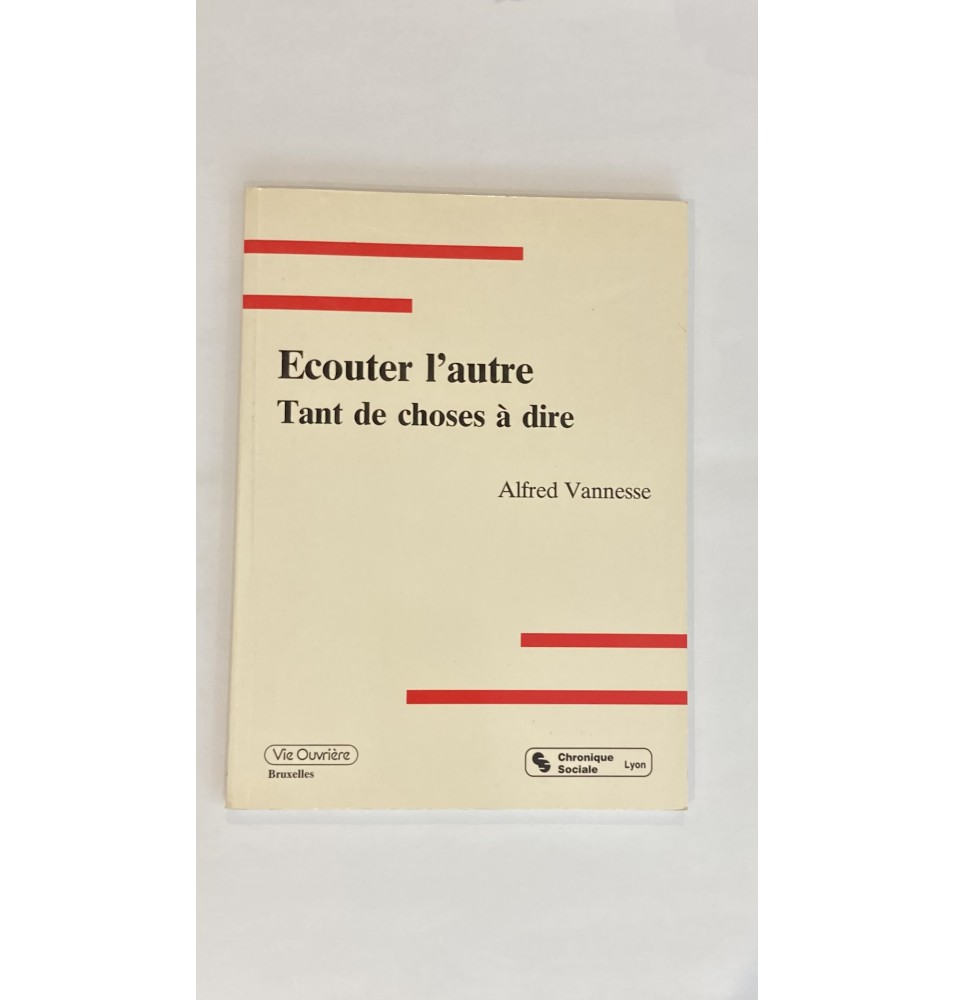 Ecouter l'autre
Tant de choses à dire
Alfred Vannesse
Vie Ouvrière
Bruxelles
Chronique
Sociale
Lyon